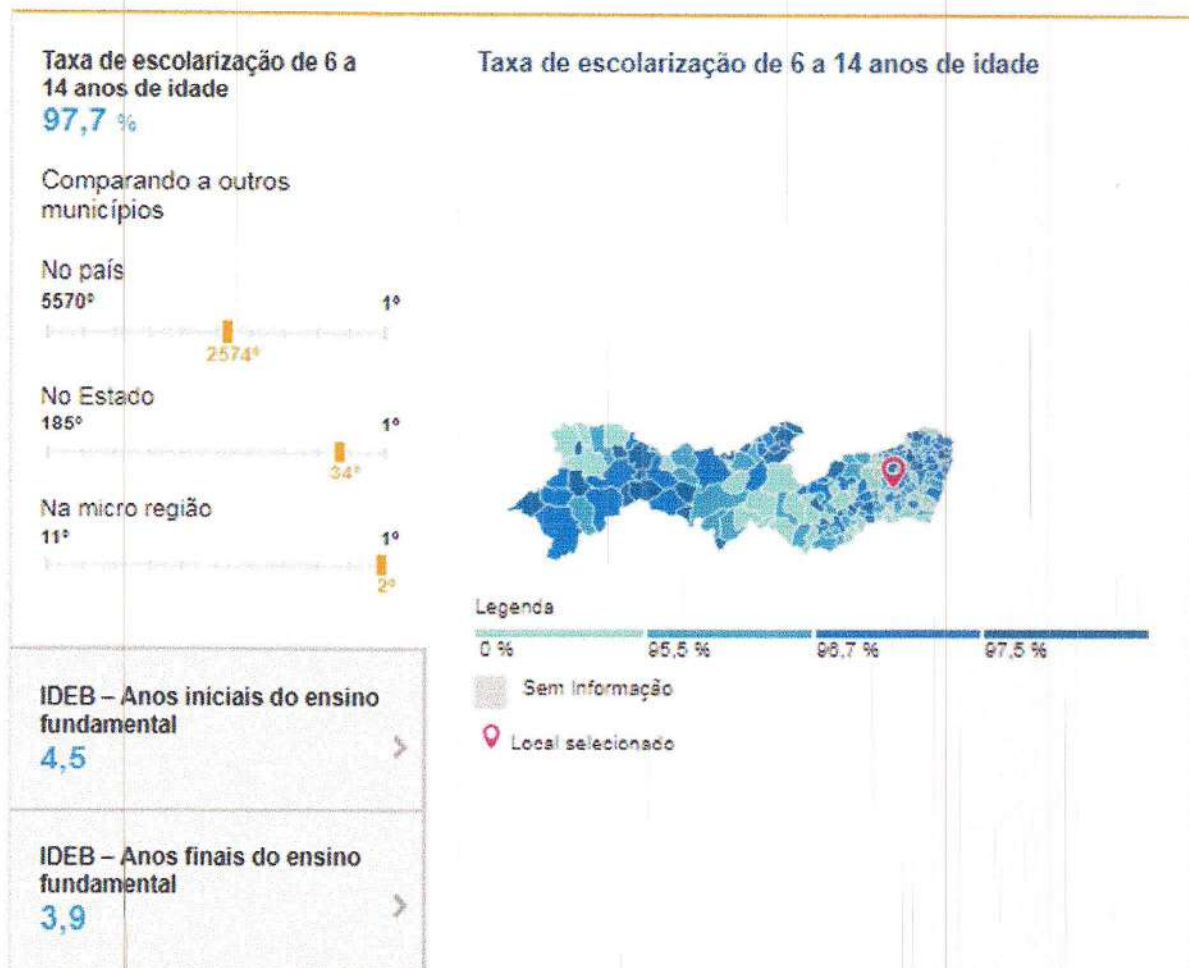 Taxa de escolarização de 6 a
14 anos de idade
97,7 %
Comparando a outros
municípios
No país
5570º 1º
2574º
No Estado
185º 1º
34º
Na micro região
11º 1º
2º
IDEB – Anos iniciais do ensino
fundamental
4,5
IDEB – Anos finais do ensino
fundamental
3,9
Taxa de escolarização de 6 a 14 anos de idade
Legenda
0 % 95,5 % 96,7 % 97,5 %
Sem Informação
Local selecionado